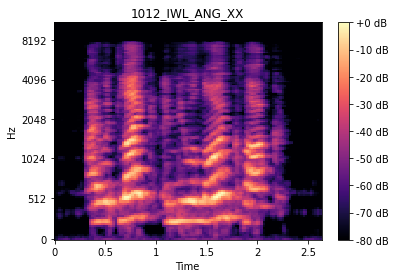 1012_IWL_ANG_XX
8192
4096
2048
1024
512
0
Hz
0
0.5
1
1.5
2
2.5
Time
+0 dB
-10 dB
-20 dB
-30 dB
-40 dB
-50 dB
-60 dB
-70 dB
-80 dB